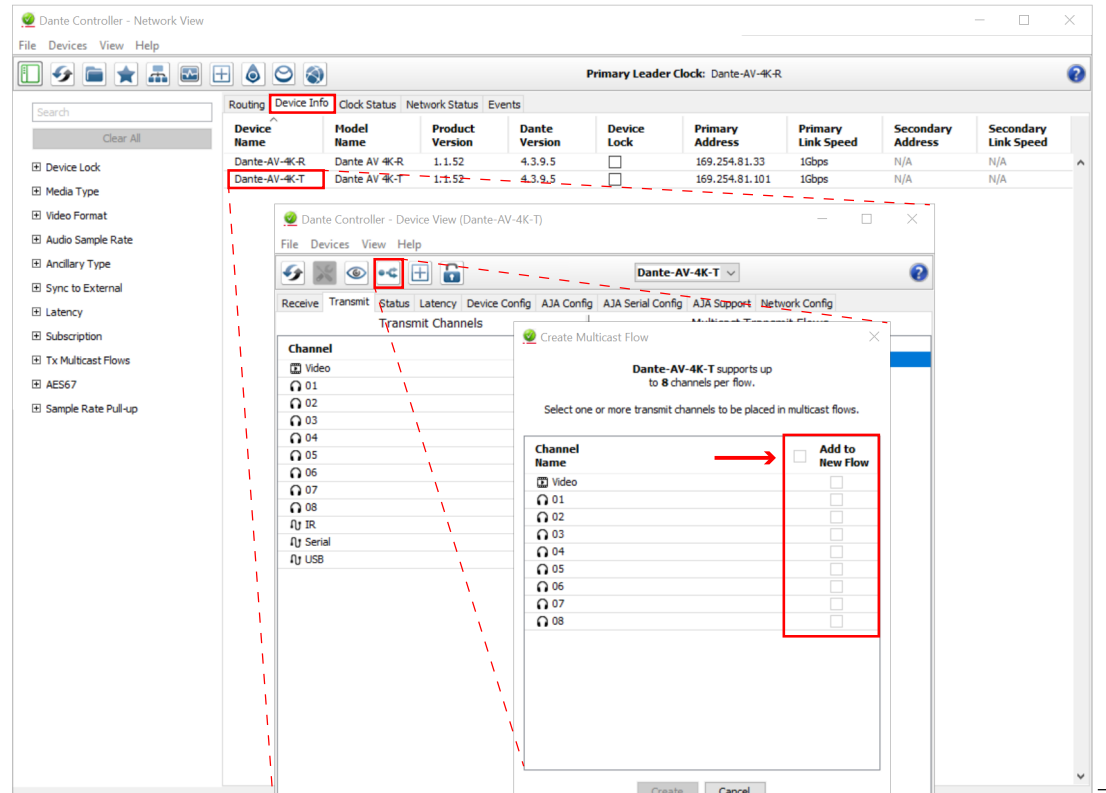 Dante Controller - Network View
File Devices View Help
Primary Leader Clock: Dante-AV-4K-R
Search
Clear All
Device Lock
Media Type
Video Format
Audio Sample Rate
Ancillary Type
Sync to External
Latency
Subscription
Tx Multicast Flows
AES67
Sample Rate Pull-up
Routing Device Info Clock Status Network Status Events
Device Name Model Name Product Version Dante Version Device Lock Primary Address Primary Link Speed Secondary Address Secondary Link Speed
Dante-AV-4K-R Dante AV 4K-R 1.1.52 4.3.9.5 169.254.81.33 1Gbps N/A N/A
Dante-AV-4K-T Dante AV 4K-T 1.1.52 4.3.9.5 169.254.81.101 1Gbps N/A N/A
Dante Controller - Device View (Dante-AV-4K-T)
File Devices View Help
Dante-AV-4K-T
Receive Transmit Status Latency Device Config AJA Config AJA Serial Config AJA Support Network Config
Transmit Channels Multicast Transmit Flows
Channel
Video
01
02
03
04
05
06
07
08
IR
Serial
USB
Create Multicast Flow
Dante-AV-4K-T supports up
to 8 channels per flow.
Select one or more transmit channels to be placed in multicast flows.
Channel Name Add to New Flow
Video
01
02
03
04
05
06
07
08
Create Cancel